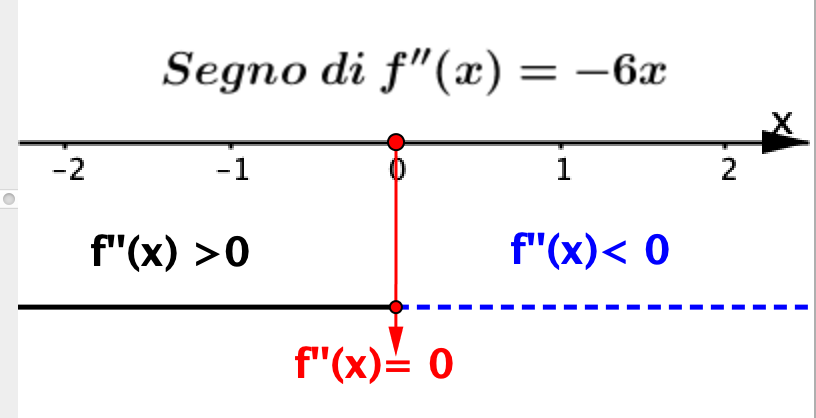 Segno di f″(x) = −6x
x
-2 -1 0 1 2
f"(x) >0 f"(x)< 0
f"(x)= 0